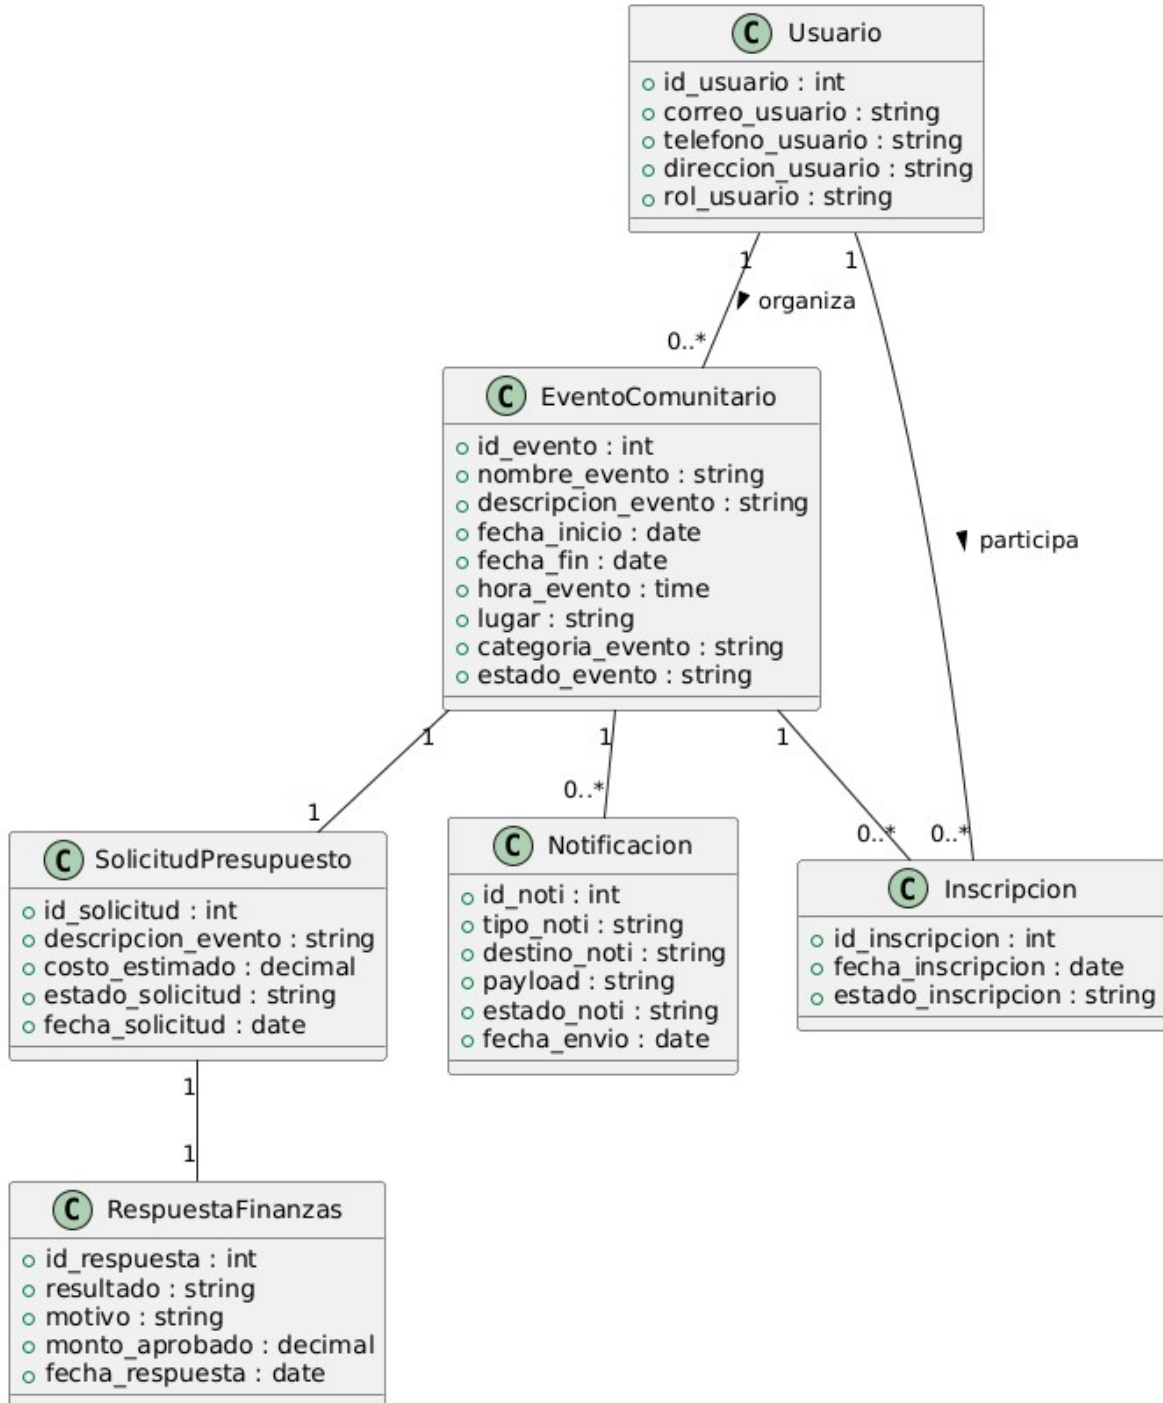 C Usuario
id_usuario : int
correo_usuario : string
telefono_usuario : string
direccion_usuario : string
rol_usuario : string
1
1
organiza
0..*
C EventoComunitario
id_evento : int
nombre_evento : string
descripcion_evento : string
fecha_inicio : date
fecha_fin : date
hora_evento : time
lugar : string
categoria_evento : string
estado_evento : string
participa
1
1
1
1
0..*
0..*
0..*
C SolicitudPresupuesto
id_solicitud : int
descripcion_evento : string
costo_estimado : decimal
estado_solicitud : string
fecha_solicitud : date
C Notificacion
id_noti : int
tipo_noti : string
destino_noti : string
payload : string
estado_noti : string
fecha_envio : date
C Inscripcion
id_inscripcion : int
fecha_inscripcion : date
estado_inscripcion : string
1
1
C RespuestaFinanzas
id_respuesta : int
resultado : string
motivo : string
monto_aprobado : decimal
fecha_respuesta : date